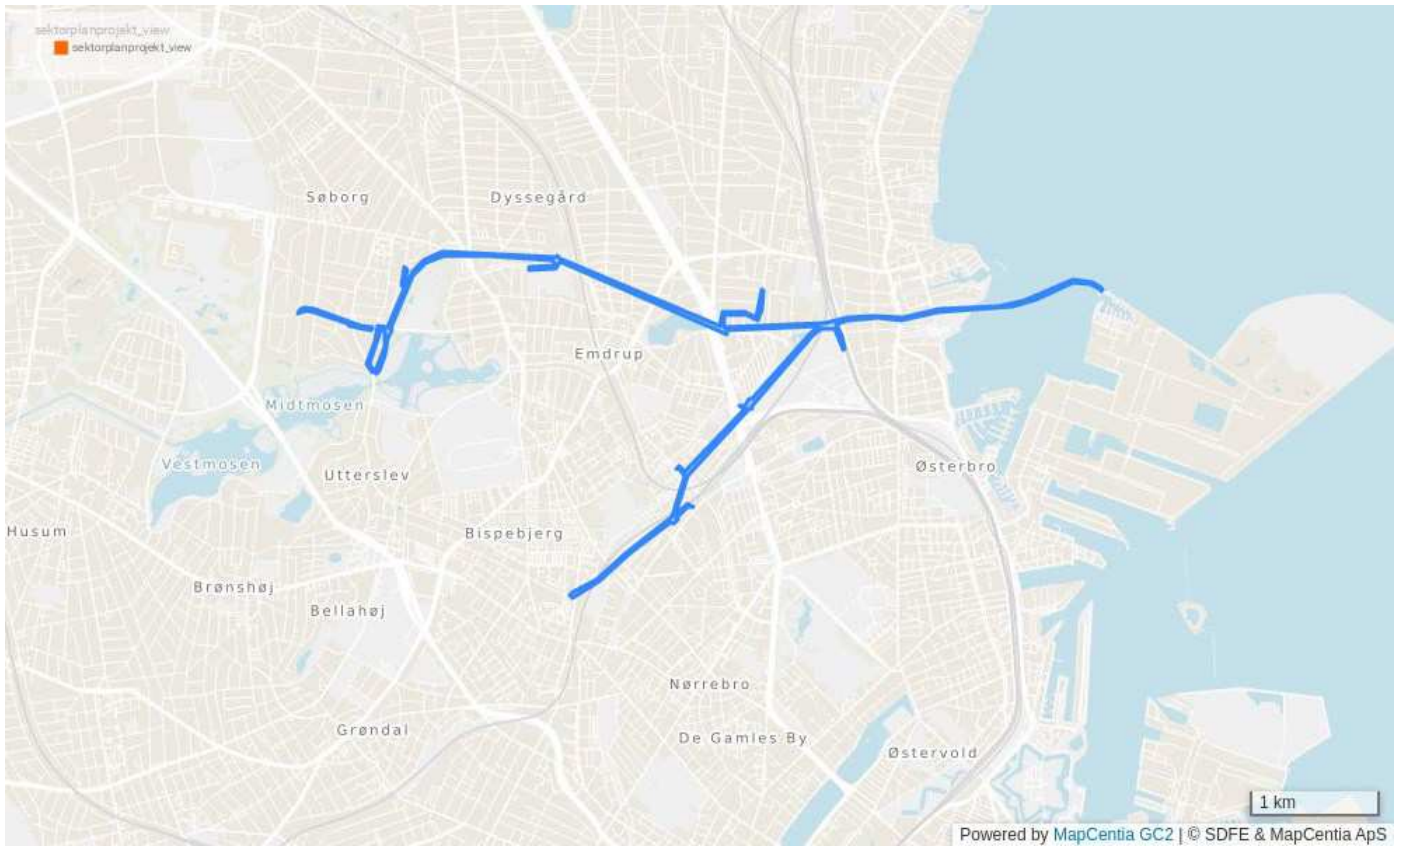 sektorplanprojekt_view
sektorplanprojekt_view
Søborg
Dyssegård
Emdrup
Midtmosen
Vestmosen
Østerbro
Utterslev
Husum
Bispebjerg
Brønshøj
Bellahøj
Nørrebro
Grøndal
De Gamles By
Østervold
1 km
Powered by MapCentia GC2 | © SDFE & MapCentia ApS